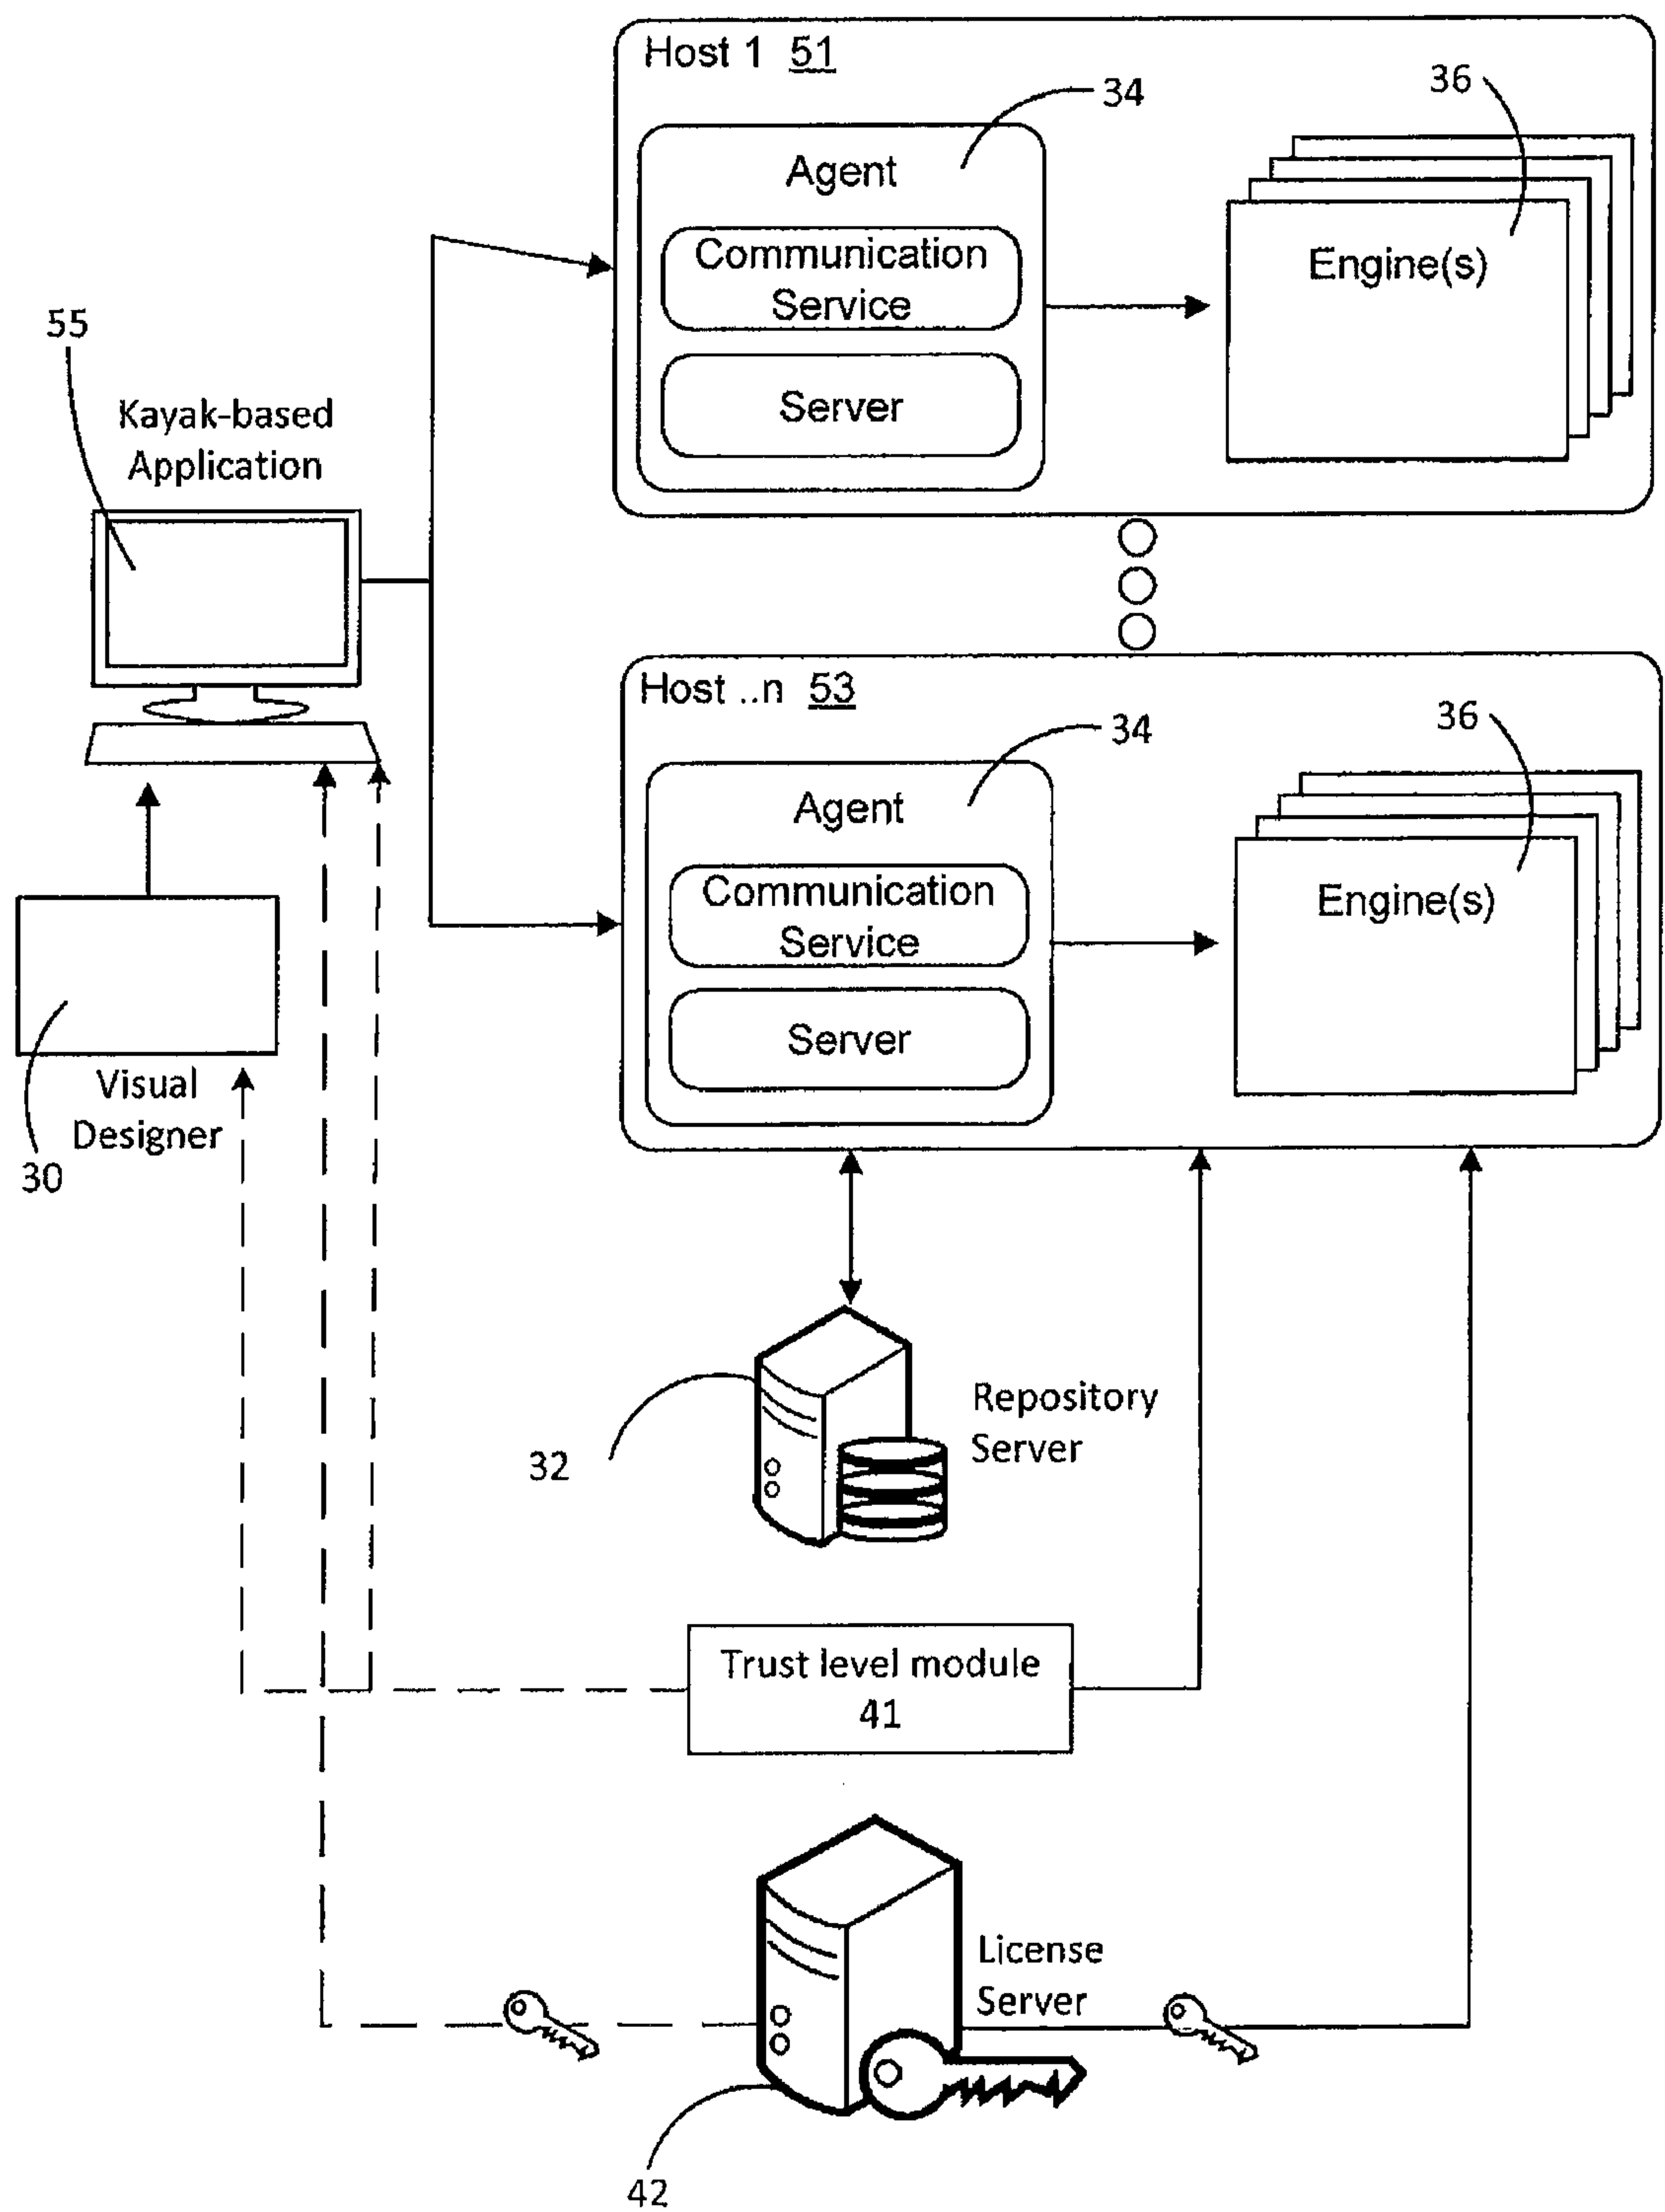 Host 1 51
34
36
Agent
Communication
Service
Server
Engine(s)
55
Kayak-based
Application
Host ..n 53
34
36
Agent
Communication
Service
Server
Engine(s)
Visual
Designer
30
32
Repository
Server
Trust level module
41
License
Server
42